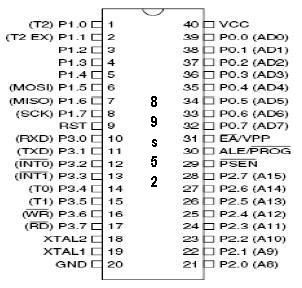 (T2) P1.0 1 40 VCC
(T2 EX) P1.1 2 39 P0.0 (AD0)
P1.2 3 38 P0.1 (AD1)
P1.3 4 37 P0.2 (AD2)
P1.4 5 36 P0.3 (AD3)
(MOSI) P1.5 6 35 P0.4 (AD4)
(MISO) P1.6 7 34 P0.5 (AD5)
(SCK) P1.7 8 33 P0.6 (AD6)
RST 9 32 P0.7 (AD7)
(RXD) P3.0 10 31 EA/VPP
(TXD) P3.1 11 30 ALE/PROG
(INT0) P3.2 12 29 PSEN
(INT1) P3.3 13 28 P2.7 (A15)
(T0) P3.4 14 27 P2.6 (A14)
(T1) P3.5 15 26 P2.5 (A13)
(WR) P3.6 16 25 P2.4 (A12)
(RD) P3.7 17 24 P2.3 (A11)
XTAL2 18 23 P2.2 (A10)
XTAL1 19 22 P2.1 (A9)
GND 20 21 P2.0 (A8)
89s52